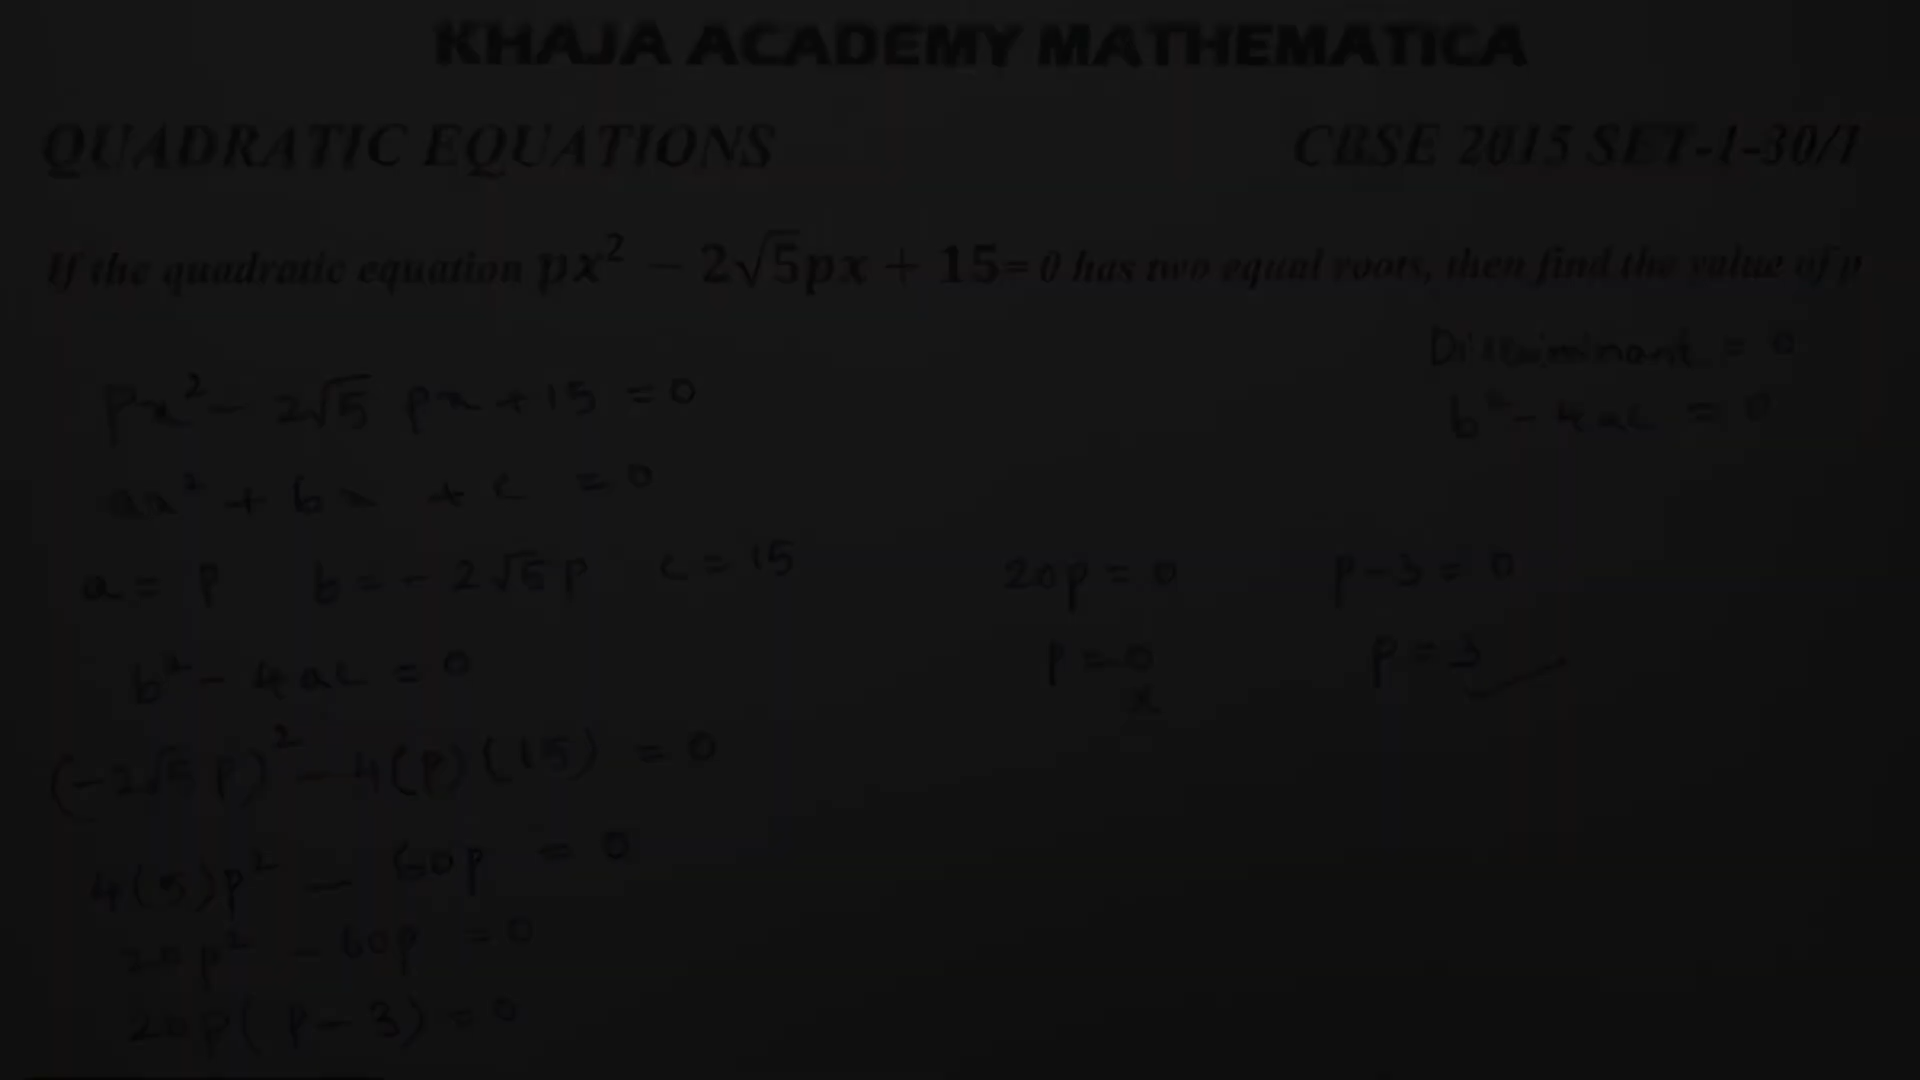 KHAJA ACADEMY MATHEMATICA
QUADRATIC EQUATIONS CBSE 2015 SET-1-30/1
If the quadratic equation px² − 2√5px + 15= 0 has two equal roots, then find the value of p
Discriminant = 0
px² − 2√5 px + 15 = 0
b² − 4ac = 0
ax² + bx + c = 0
a = p b = − 2√5 p c = 15 20p = 0 p − 3 = 0
b² − 4ac = 0 p = 0 p = 3
x
(−2√5 p)² − 4(p)(15) = 0
4(5)p² − 60p = 0
20p² − 60p = 0
20p( p − 3) = 0